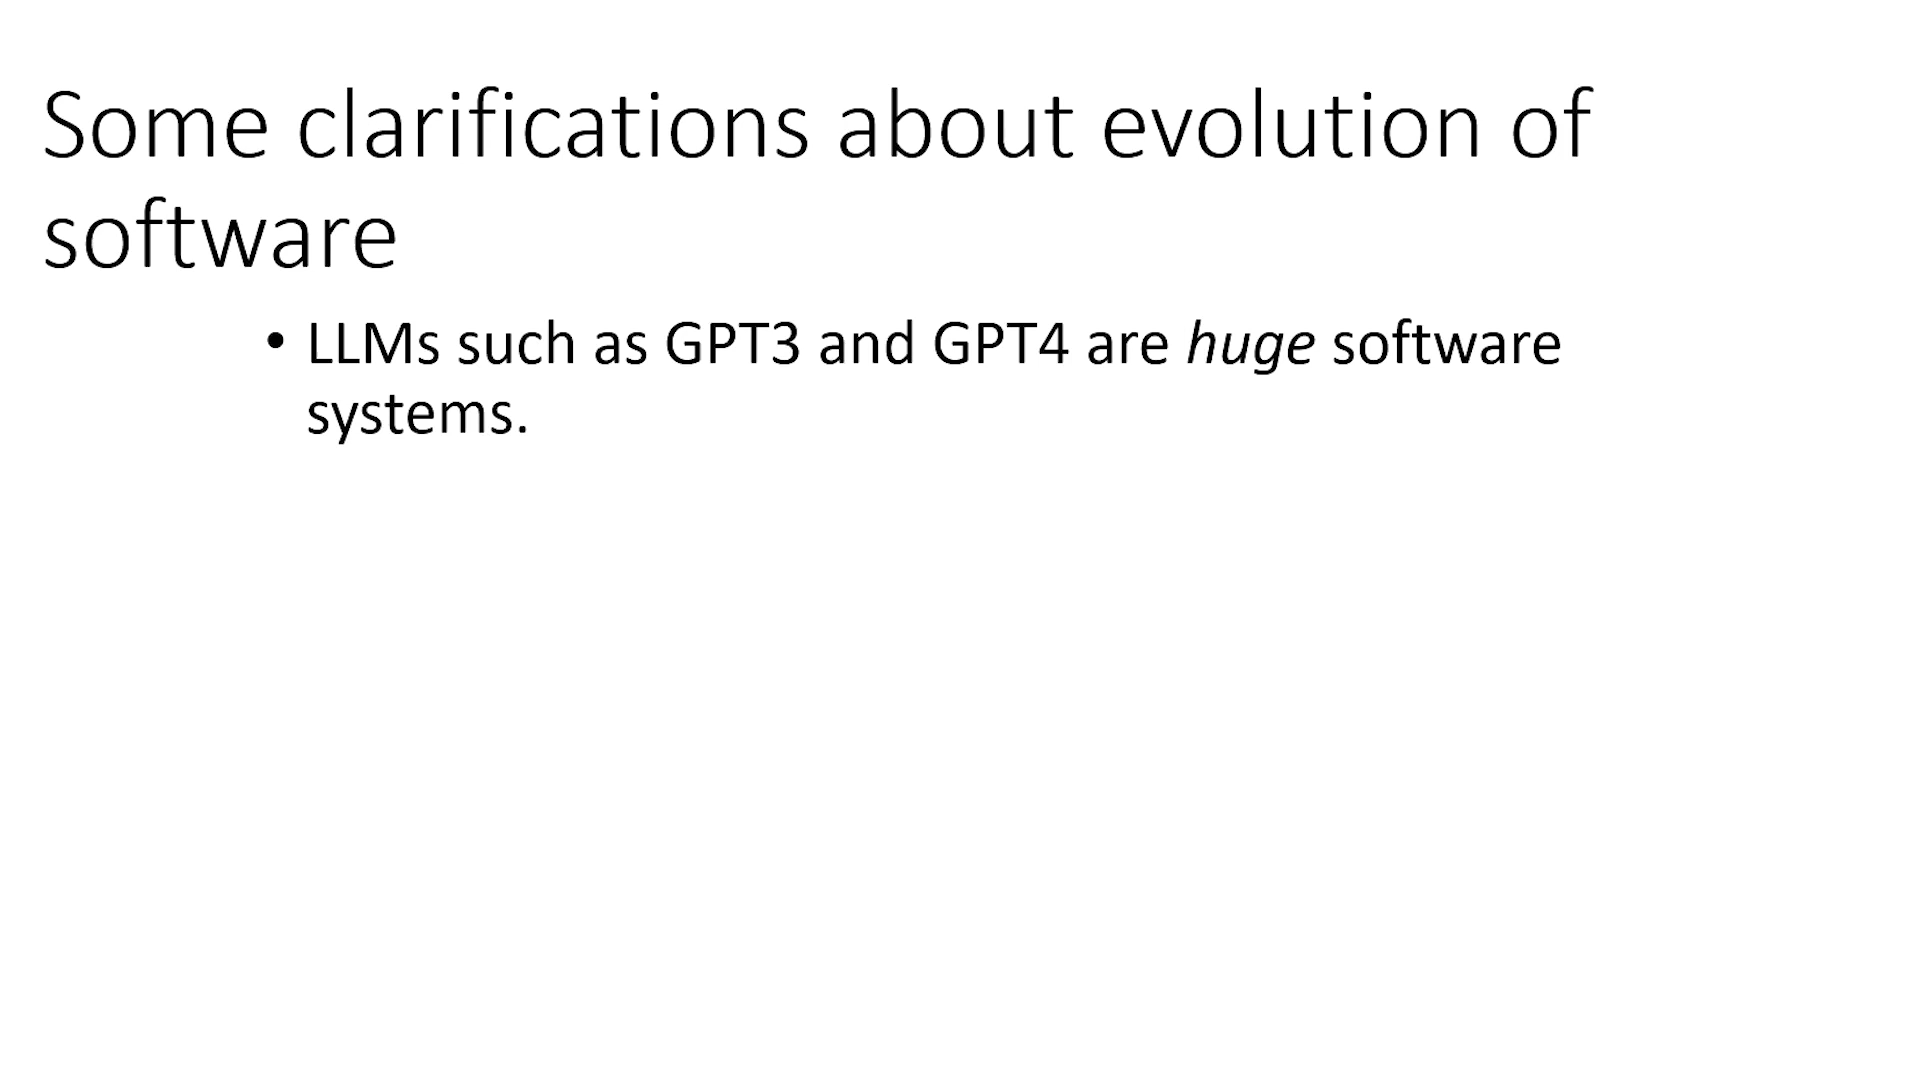 Some clarifications about evolution of
software
• LLMs such as GPT3 and GPT4 are huge software
systems.